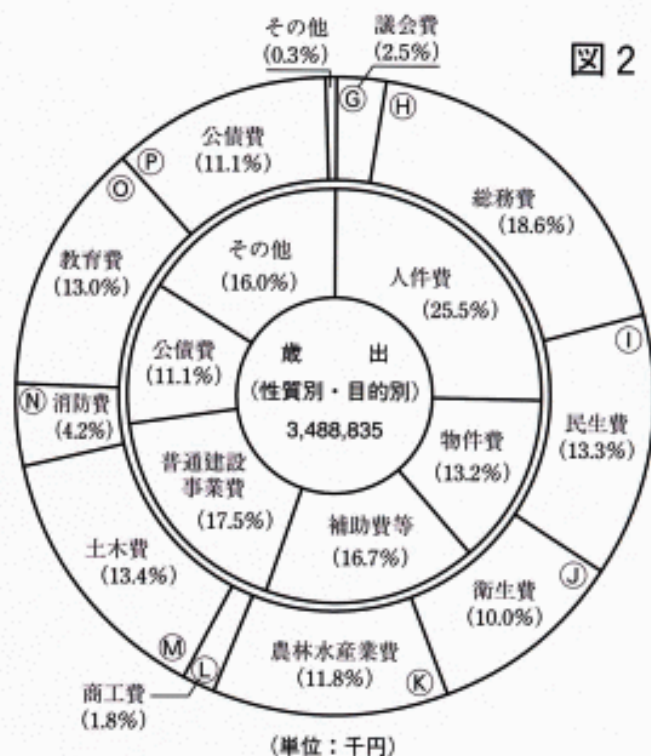 図2
その他
(0.3%)
議会費
(2.5%)
Ⓖ
Ⓗ
総務費
(18.6%)
Ⓘ
民生費
(13.3%)
Ⓙ
衛生費
(10.0%)
Ⓚ
農林水産業費
(11.8%)
Ⓛ
商工費
(1.8%)
Ⓜ
土木費
(13.4%)
Ⓝ
消防費
(4.2%)
Ⓞ
教育費
(13.0%)
Ⓟ
公債費
(11.1%)
人件費
(25.5%)
物件費
(13.2%)
補助費等
(16.7%)
普通建設
事業費
(17.5%)
公債費
(11.1%)
その他
(16.0%)
歳 出
(性質別・目的別)
3,488,835
(単位:千円)